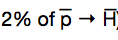 2% of p̅ → H̅